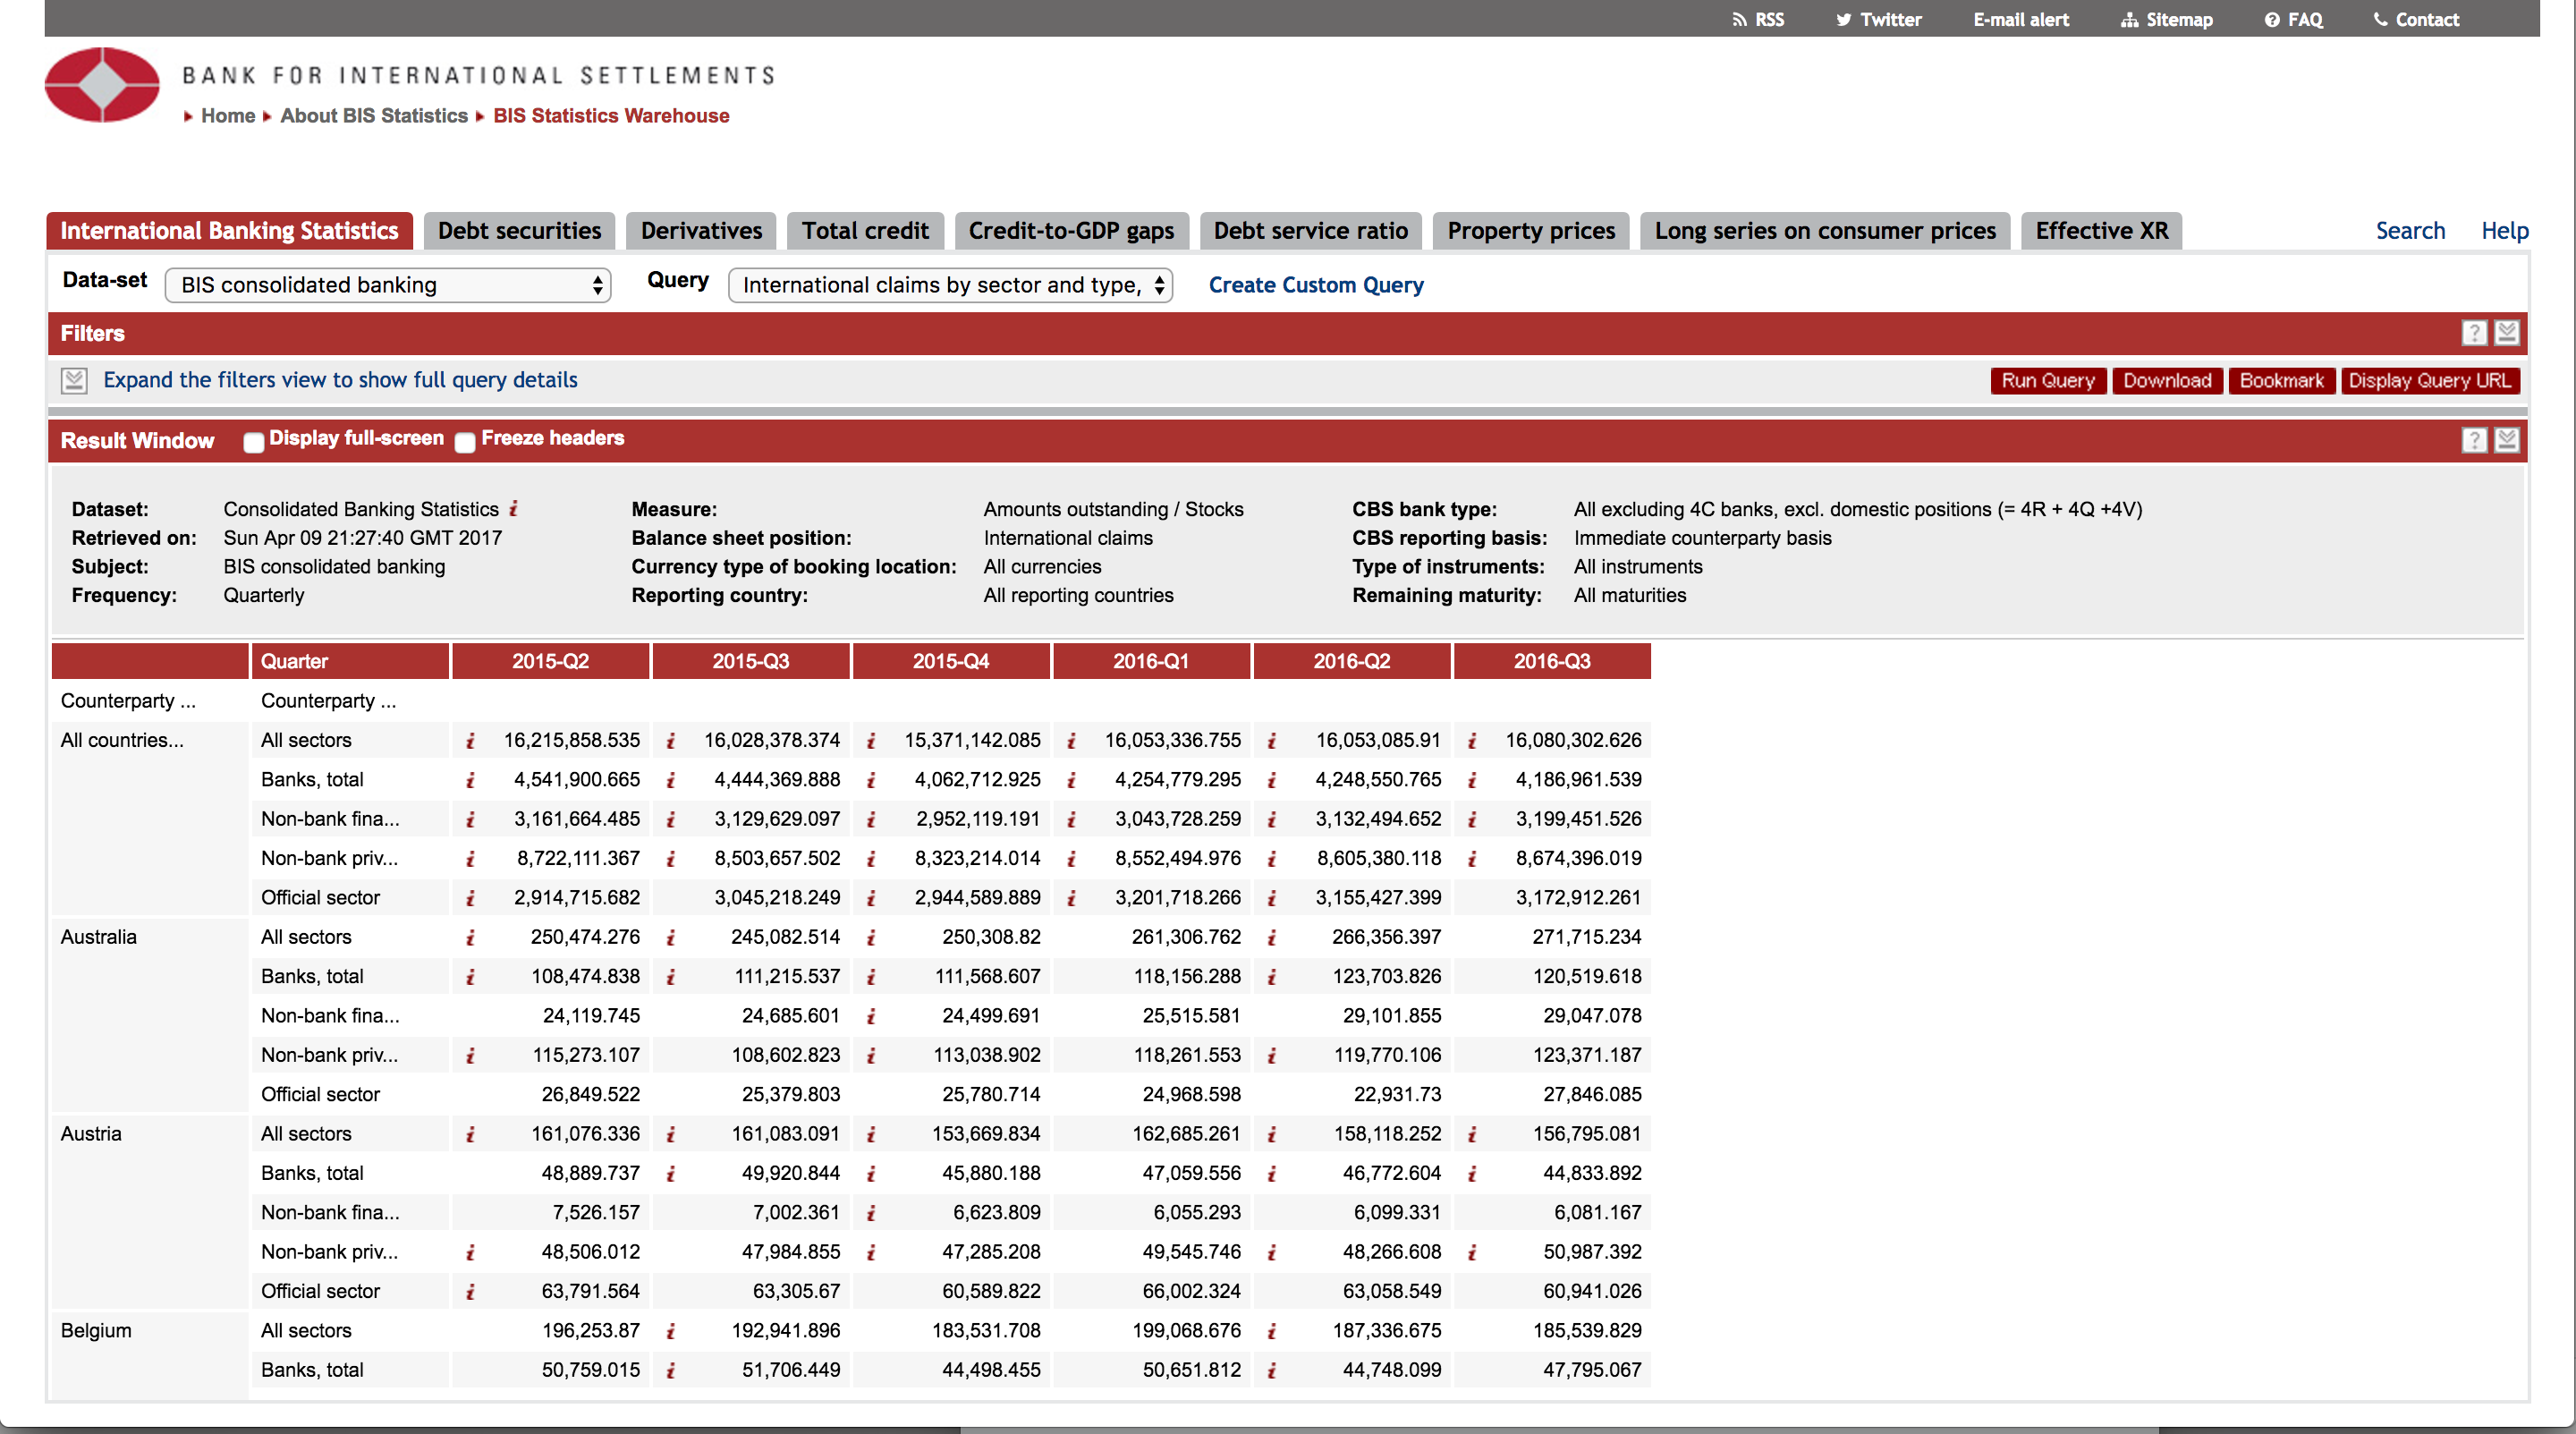 RSS Twitter E-mail alert Sitemap FAQ Contact
BANK FOR INTERNATIONAL SETTLEMENTS
Home About BIS Statistics BIS Statistics Warehouse
International Banking Statistics Debt securities Derivatives Total credit Credit-to-GDP gaps Debt service ratio Property prices Long series on consumer prices Effective XR Search Help
Data-set BIS consolidated banking Query International claims by sector and type, Create Custom Query
Filters ?
Expand the filters view to show full query details Run Query Download Bookmark Display Query URL
Result Window Display full-screen Freeze headers ?
Dataset: Consolidated Banking Statistics i Measure: Amounts outstanding / Stocks CBS bank type: All excluding 4C banks, excl. domestic positions (= 4R + 4Q +4V)
Retrieved on: Sun Apr 09 21:27:40 GMT 2017 Balance sheet position: International claims CBS reporting basis: Immediate counterparty basis
Subject: BIS consolidated banking Currency type of booking location: All currencies Type of instruments: All instruments
Frequency: Quarterly Reporting country: All reporting countries Remaining maturity: All maturities
Quarter 2015-Q2 2015-Q3 2015-Q4 2016-Q1 2016-Q2 2016-Q3
Counterparty ... Counterparty ...
All countries... All sectors i 16,215,858.535 i 16,028,378.374 i 15,371,142.085 i 16,053,336.755 i 16,053,085.91 i 16,080,302.626
Banks, total i 4,541,900.665 i 4,444,369.888 i 4,062,712.925 i 4,254,779.295 i 4,248,550.765 i 4,186,961.539
Non-bank fina... i 3,161,664.485 i 3,129,629.097 i 2,952,119.191 i 3,043,728.259 i 3,132,494.652 i 3,199,451.526
Non-bank priv... i 8,722,111.367 i 8,503,657.502 i 8,323,214.014 i 8,552,494.976 i 8,605,380.118 i 8,674,396.019
Official sector i 2,914,715.682 3,045,218.249 i 2,944,589.889 i 3,201,718.266 i 3,155,427.399 3,172,912.261
Australia All sectors i 250,474.276 i 245,082.514 i 250,308.82 261,306.762 i 266,356.397 271,715.234
Banks, total i 108,474.838 i 111,215.537 i 111,568.607 118,156.288 i 123,703.826 120,519.618
Non-bank fina... 24,119.745 24,685.601 i 24,499.691 25,515.581 29,101.855 29,047.078
Non-bank priv... i 115,273.107 108,602.823 i 113,038.902 118,261.553 i 119,770.106 123,371.187
Official sector 26,849.522 25,379.803 25,780.714 24,968.598 22,931.73 27,846.085
Austria All sectors i 161,076.336 i 161,083.091 i 153,669.834 162,685.261 i 158,118.252 i 156,795.081
Banks, total 48,889.737 i 49,920.844 i 45,880.188 47,059.556 i 46,772.604 i 44,833.892
Non-bank fina... 7,526.157 7,002.361 i 6,623.809 6,055.293 6,099.331 6,081.167
Non-bank priv... i 48,506.012 47,984.855 i 47,285.208 49,545.746 i 48,266.608 i 50,987.392
Official sector i 63,791.564 63,305.67 60,589.822 66,002.324 63,058.549 60,941.026
Belgium All sectors 196,253.87 i 192,941.896 183,531.708 199,068.676 i 187,336.675 185,539.829
Banks, total 50,759.015 i 51,706.449 44,498.455 50,651.812 i 44,748.099 47,795.067